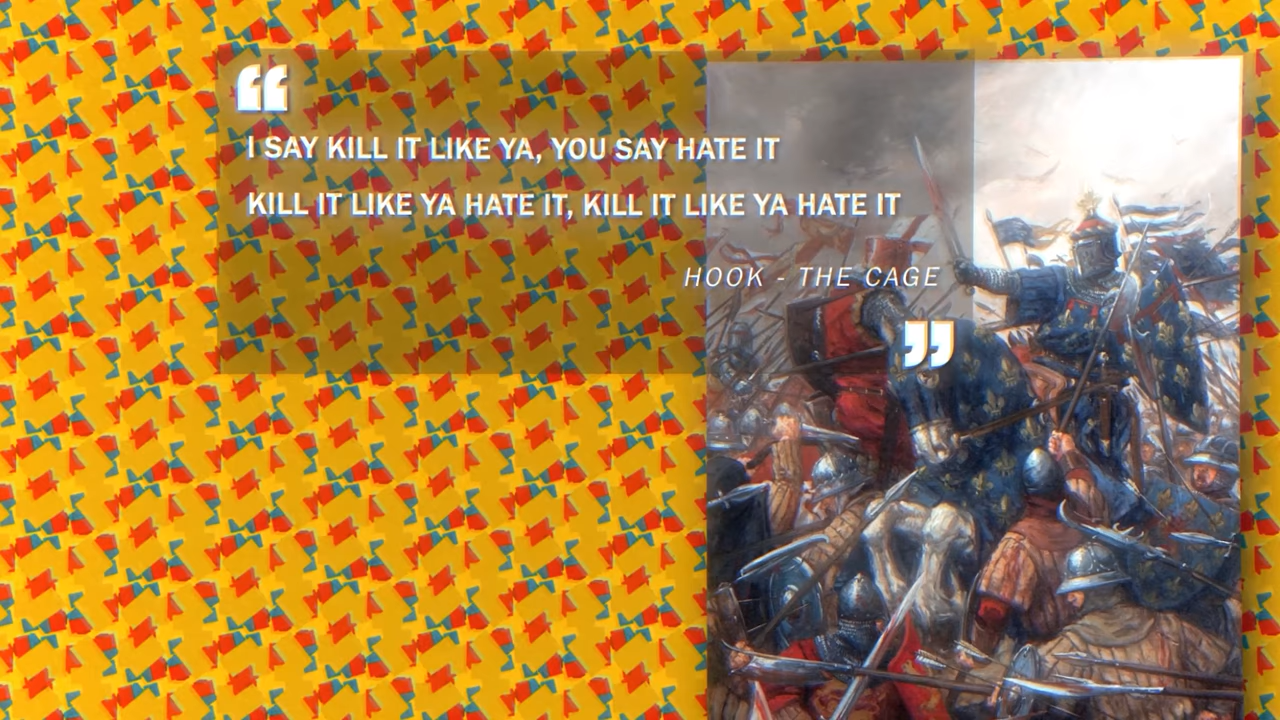 “
I SAY KILL IT LIKE YA, YOU SAY HATE IT
KILL IT LIKE YA HATE IT, KILL IT LIKE YA HATE IT
HOOK - THE CAGE
”